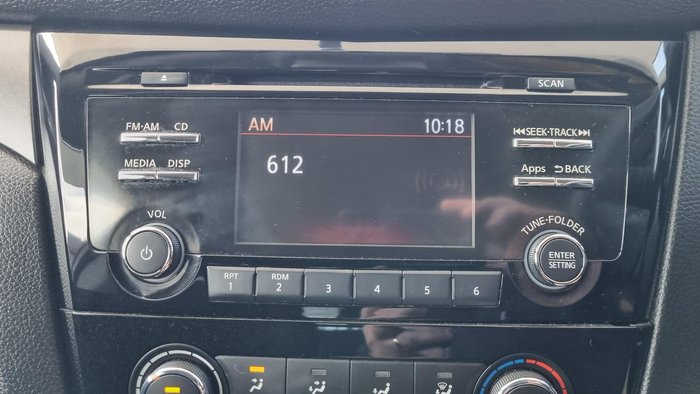 SCAN
FM·AM CD
AM 10:18
SEEK·TRACK
MEDIA DISP
612
Apps BACK
VOL
TUNE·FOLDER
ENTER
SETTING
RPT
1
RDM
2
3
4
5
6